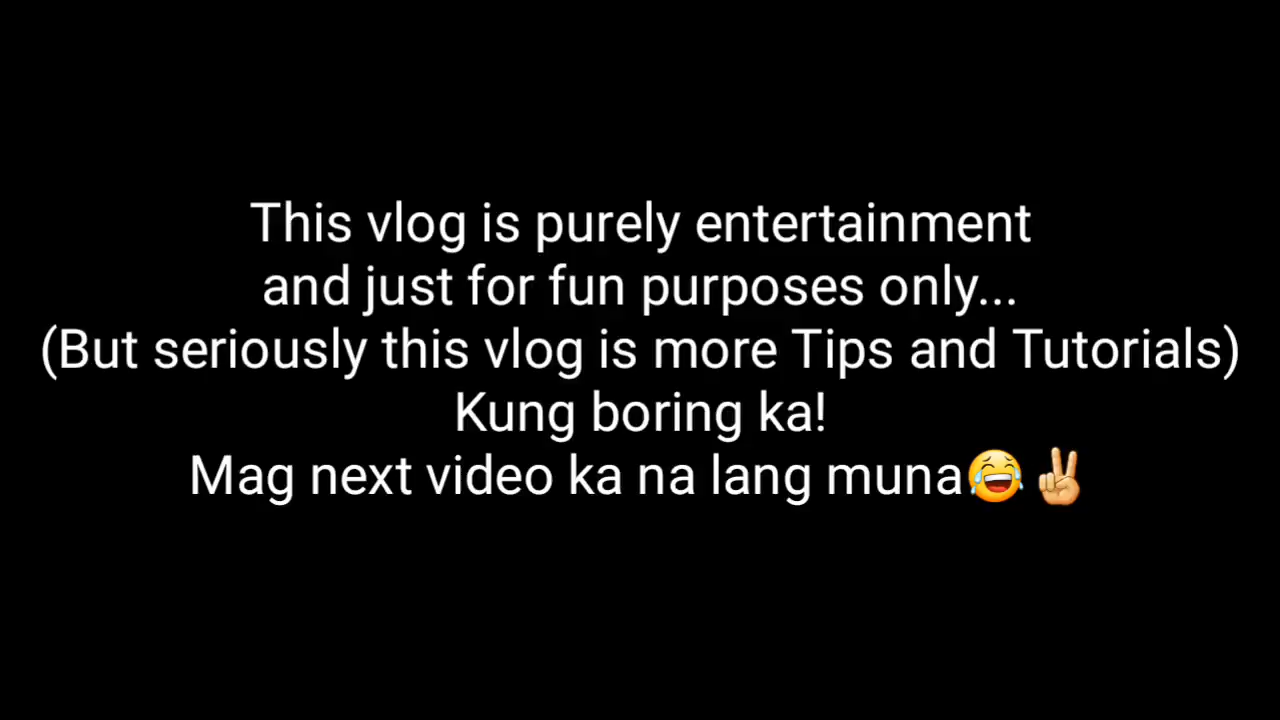 This vlog is purely entertainment
and just for fun purposes only...
(But seriously this vlog is more Tips and Tutorials)
Kung boring ka!
Mag next video ka na lang muna😂✌